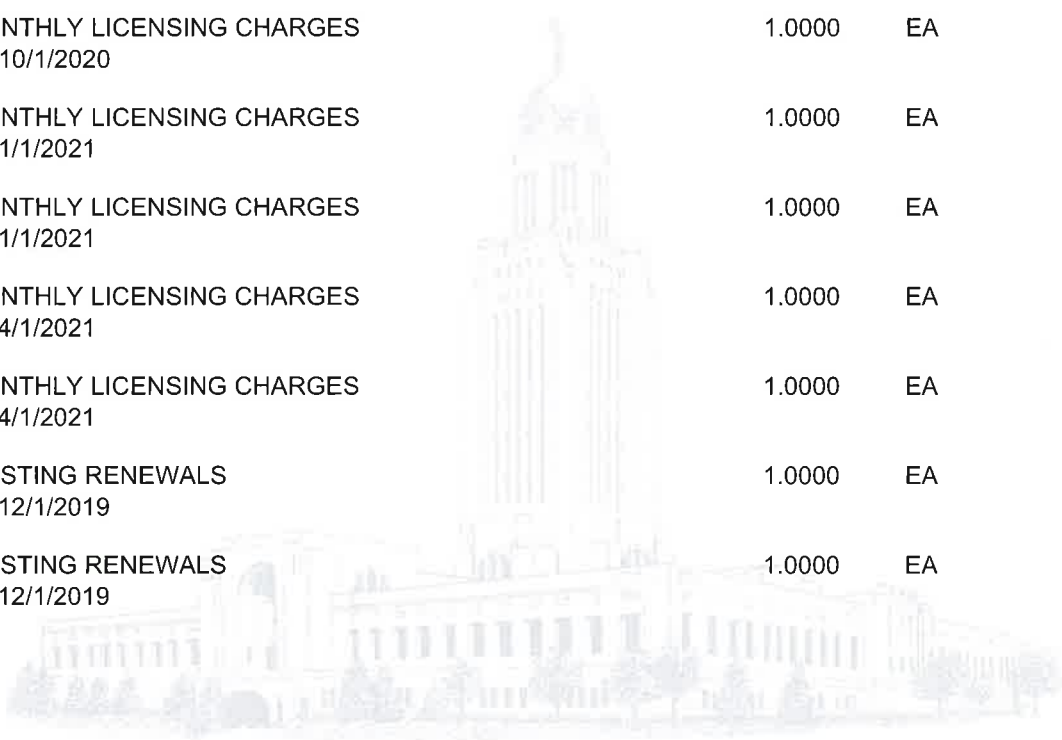 NTHLY LICENSING CHARGES 1.0000 EA
10/1/2020
NTHLY LICENSING CHARGES 1.0000 EA
1/1/2021
NTHLY LICENSING CHARGES 1.0000 EA
1/1/2021
NTHLY LICENSING CHARGES 1.0000 EA
4/1/2021
NTHLY LICENSING CHARGES 1.0000 EA
4/1/2021
STING RENEWALS 1.0000 EA
12/1/2019
STING RENEWALS 1.0000 EA
12/1/2019